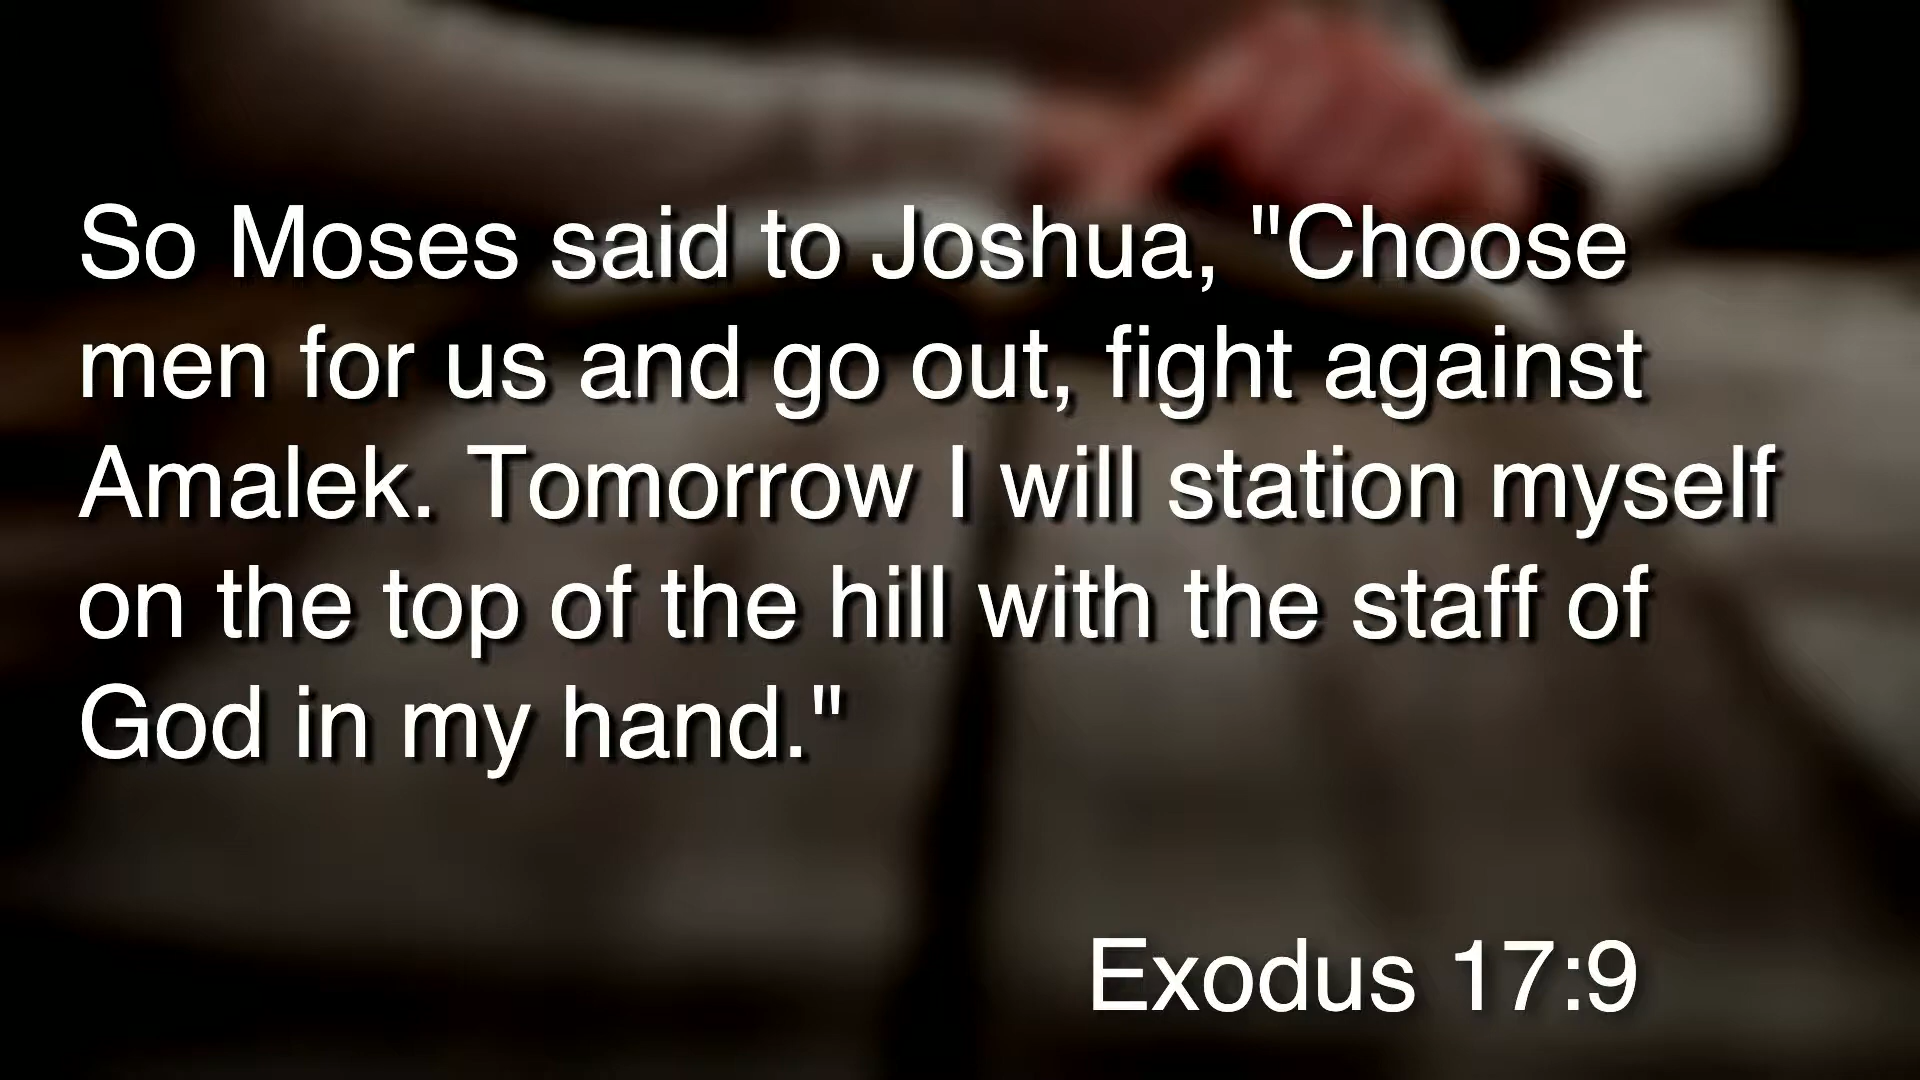 So Moses said to Joshua, "Choose
men for us and go out, fight against
Amalek. Tomorrow I will station myself
on the top of the hill with the staff of
God in my hand."
Exodus 17:9